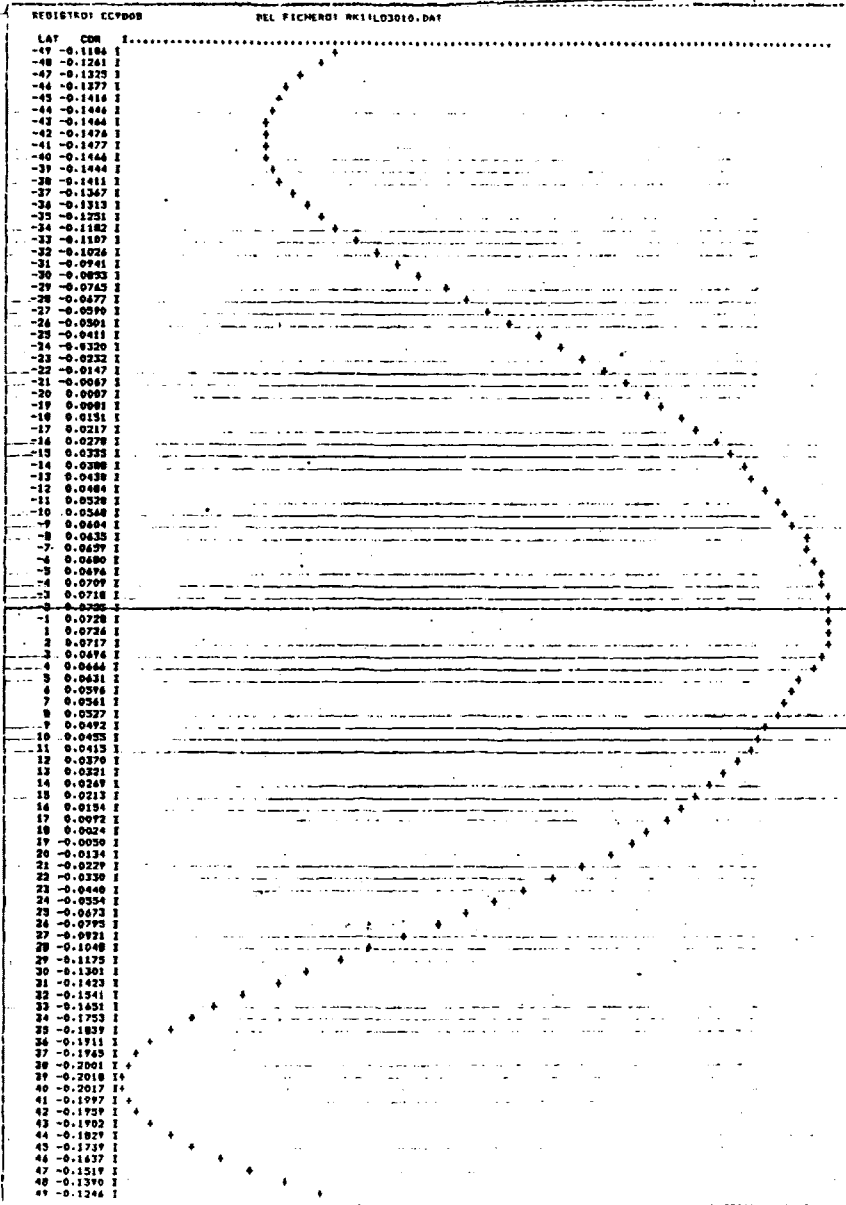 REGISTRO: CC9D0B DEL FICHERO: RK11L03010.DAT
LAT COR I
-49 -0.1186 I
-48 -0.1261 I
-47 -0.1325 I
-46 -0.1377 I
-45 -0.1416 I
-44 -0.1446 I
-43 -0.1466 I
-42 -0.1476 I
-41 -0.1477 I
-40 -0.1466 I
-39 -0.1444 I
-38 -0.1411 I
-37 -0.1367 I
-36 -0.1313 I
-35 -0.1251 I
-34 -0.1182 I
-33 -0.1107 I
-32 -0.1026 I
-31 -0.0941 I
-30 -0.0853 I
-29 -0.0765 I
-28 -0.0677 I
-27 -0.0590 I
-26 -0.0501 I
-25 -0.0411 I
-24 -0.0320 I
-23 -0.0232 I
-22 -0.0147 I
-21 -0.0067 I
-20 0.0007 I
-19 0.0081 I
-18 0.0151 I
-17 0.0217 I
-16 0.0278 I
-15 0.0335 I
-14 0.0388 I
-13 0.0438 I
-12 0.0484 I
-11 0.0528 I
-10 0.0568 I
-9 0.0604 I
-8 0.0635 I
-7 0.0659 I
-6 0.0680 I
-5 0.0696 I
-4 0.0709 I
-3 0.0718 I
-2 0.0725 I
-1 0.0728 I
1 0.0726 I
2 0.0717 I
3 0.0696 I
4 0.0666 I
5 0.0631 I
6 0.0596 I
7 0.0561 I
8 0.0527 I
9 0.0492 I
10 0.0455 I
11 0.0415 I
12 0.0370 I
13 0.0321 I
14 0.0269 I
15 0.0213 I
16 0.0154 I
17 0.0092 I
18 0.0024 I
19 -0.0050 I
20 -0.0134 I
21 -0.0229 I
22 -0.0330 I
23 -0.0440 I
24 -0.0554 I
25 -0.0673 I
26 -0.0795 I
27 -0.0921 I
28 -0.1048 I
29 -0.1175 I
30 -0.1301 I
31 -0.1423 I
32 -0.1541 I
33 -0.1651 I
34 -0.1753 I
35 -0.1839 I
36 -0.1911 I
37 -0.1965 I
38 -0.2001 I
39 -0.2018 I
40 -0.2017 I
41 -0.1997 I
42 -0.1959 I
43 -0.1902 I
44 -0.1829 I
45 -0.1739 I
46 -0.1637 I
47 -0.1519 I
48 -0.1390 I
49 -0.1246 I